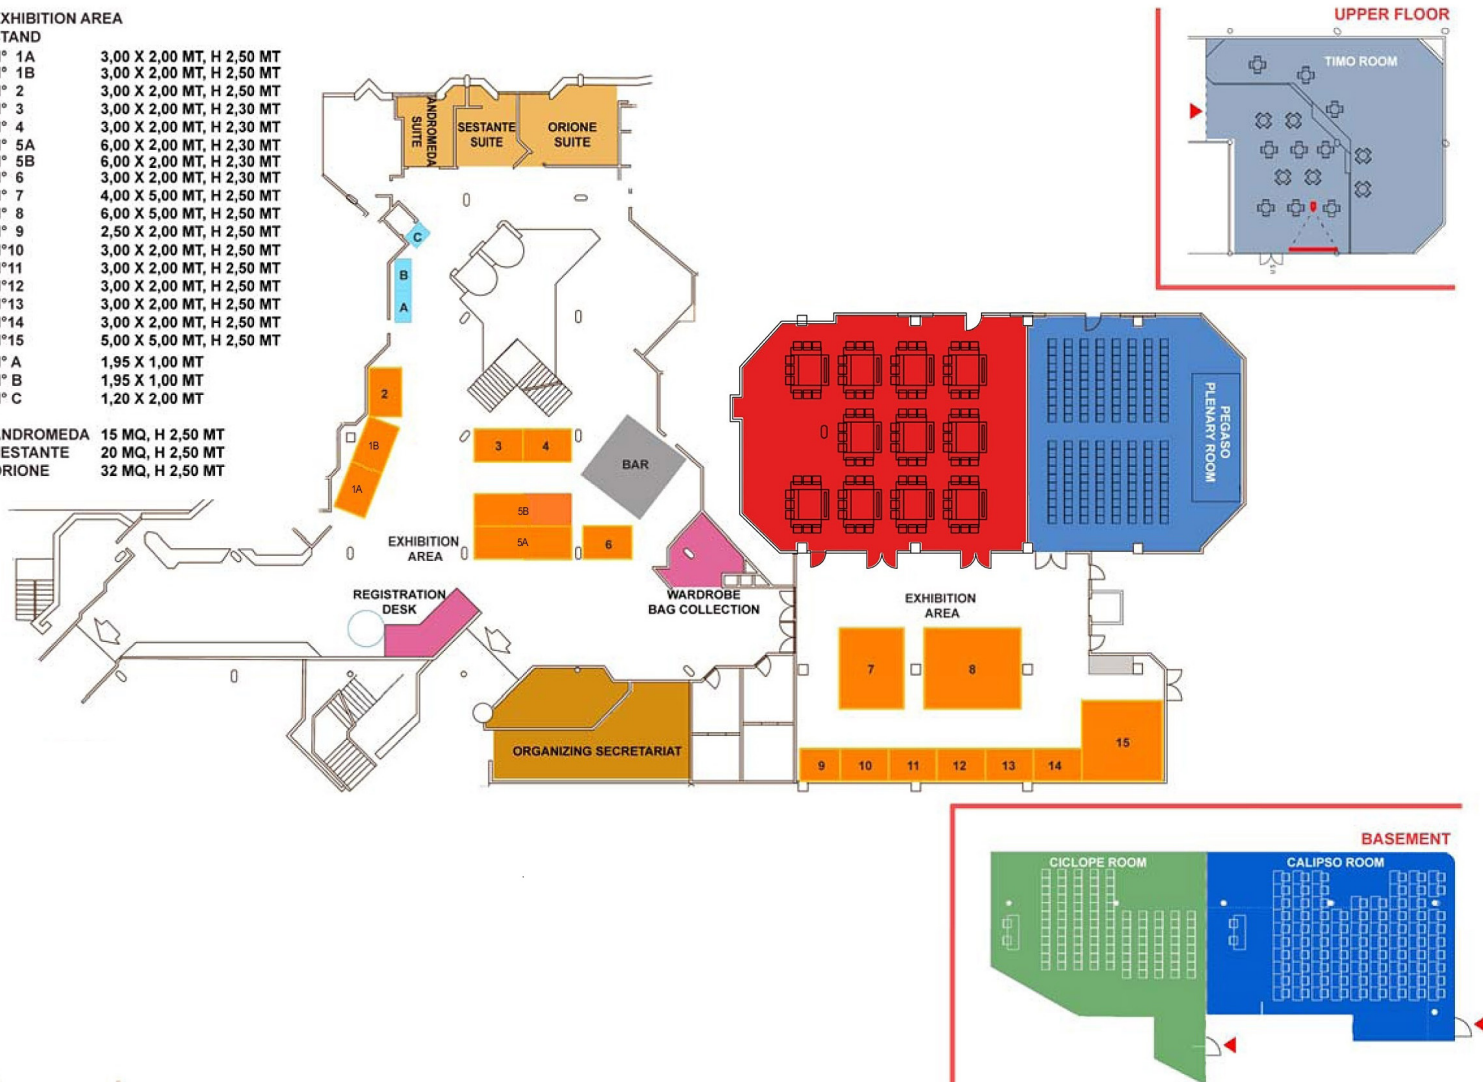 XHIBITION AREA
TAND
° 1A 3,00 X 2,00 MT, H 2,50 MT
° 1B 3,00 X 2,00 MT, H 2,50 MT
° 2 3,00 X 2,00 MT, H 2,50 MT
° 3 3,00 X 2,00 MT, H 2,30 MT
° 4 3,00 X 2,00 MT, H 2,30 MT
° 5A 6,00 X 2,00 MT, H 2,30 MT
° 5B 6,00 X 2,00 MT, H 2,30 MT
° 6 3,00 X 2,00 MT, H 2,30 MT
° 7 4,00 X 5,00 MT, H 2,50 MT
° 8 6,00 X 5,00 MT, H 2,50 MT
° 9 2,50 X 2,00 MT, H 2,50 MT
°10 3,00 X 2,00 MT, H 2,50 MT
°11 3,00 X 2,00 MT, H 2,50 MT
°12 3,00 X 2,00 MT, H 2,50 MT
°13 3,00 X 2,00 MT, H 2,50 MT
°14 3,00 X 2,00 MT, H 2,50 MT
°15 5,00 X 5,00 MT, H 2,50 MT
° A 1,95 X 1,00 MT
° B 1,95 X 1,00 MT
° C 1,20 X 2,00 MT
NDROMEDA 15 MQ, H 2,50 MT
ESTANTE 20 MQ, H 2,50 MT
RIONE 32 MQ, H 2,50 MT
ANDROMEDA
SUITE
SESTANTE
SUITE
ORIONE
SUITE
C
B
A
2
1B
1A
3
4
5B
5A
6
BAR
EXHIBITION
AREA
REGISTRATION
DESK
WARDROBE
BAG COLLECTION
ORGANIZING SECRETARIAT
PEGASO
PLENARY ROOM
EXHIBITION
AREA
7
8
9
10
11
12
13
14
15
UPPER FLOOR
TIMO ROOM
BASEMENT
CICLOPE ROOM
CALIPSO ROOM